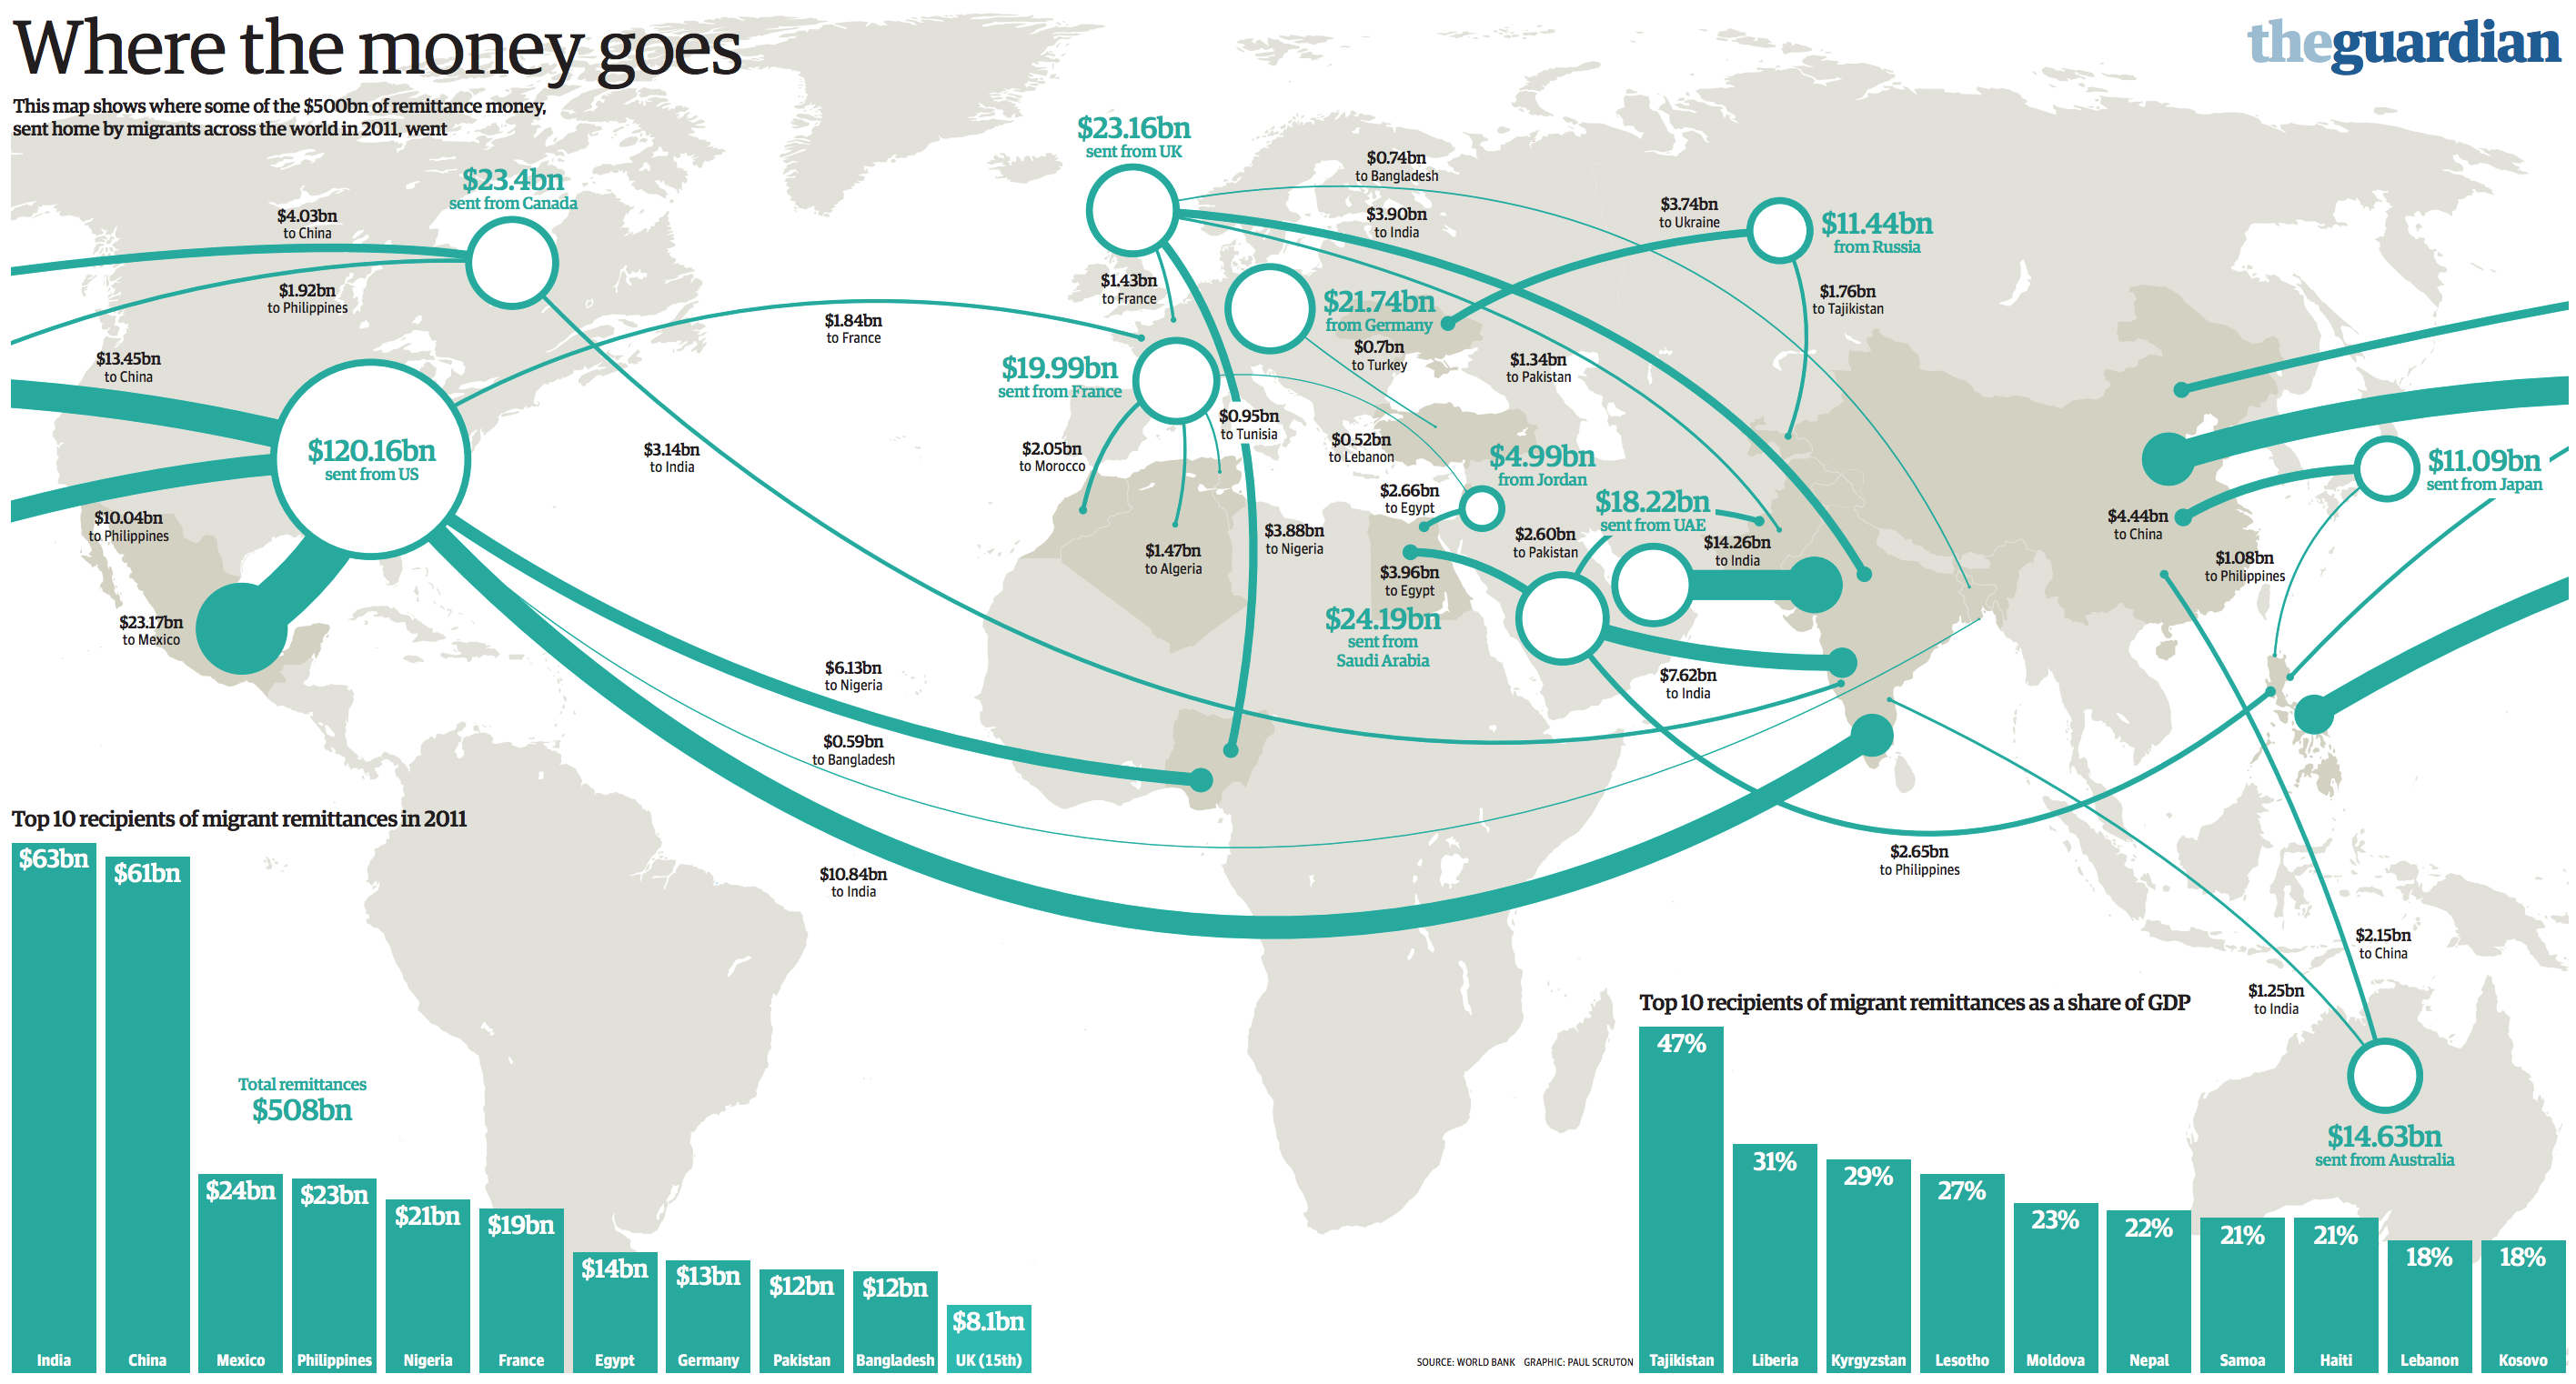 Where the money goes
theguardian
This map shows where some of the $500bn of remittance money,
sent home by migrants across the world in 2011, went
$23.4bn
sent from Canada
$4.03bn
to China
$1.92bn
to Philippines
$13.45bn
to China
$120.16bn
sent from US
$10.04bn
to Philippines
$23.17bn
to Mexico
$1.84bn
to France
$3.14bn
to India
$6.13bn
to Nigeria
$0.59bn
to Bangladesh
$10.84bn
to India
$23.16bn
sent from UK
$0.74bn
to Bangladesh
$3.90bn
to India
$1.43bn
to France
$1.34bn
to Pakistan
$3.88bn
to Nigeria
$21.74bn
from Germany
$0.7bn
to Turkey
$19.99bn
sent from France
$0.95bn
to Tunisia
$2.05bn
to Morocco
$1.47bn
to Algeria
$0.52bn
to Lebanon
$3.74bn
to Ukraine
$11.44bn
from Russia
$1.76bn
to Tajikistan
$4.99bn
from Jordan
$2.66bn
to Egypt
$18.22bn
sent from UAE
$2.60bn
to Pakistan
$14.26bn
to India
$3.96bn
to Egypt
$24.19bn
sent from
Saudi Arabia
$7.62bn
to India
$2.65bn
to Philippines
$11.09bn
sent from Japan
$4.44bn
to China
$1.08bn
to Philippines
$2.15bn
to China
$1.25bn
to India
$14.63bn
sent from Australia
Top 10 recipients of migrant remittances in 2011
$63bn
$61bn
$24bn
$23bn
$21bn
$19bn
$14bn
$13bn
$12bn
$12bn
$8.1bn
Total remittances
$508bn
India
China
Mexico
Philippines
Nigeria
France
Egypt
Germany
Pakistan
Bangladesh
UK (15th)
Top 10 recipients of migrant remittances as a share of GDP
47%
31%
29%
27%
23%
22%
21%
21%
18%
18%
Tajikistan
Liberia
Kyrgyzstan
Lesotho
Moldova
Nepal
Samoa
Haiti
Lebanon
Kosovo
SOURCE: WORLD BANK GRAPHIC: PAUL SCRUTON